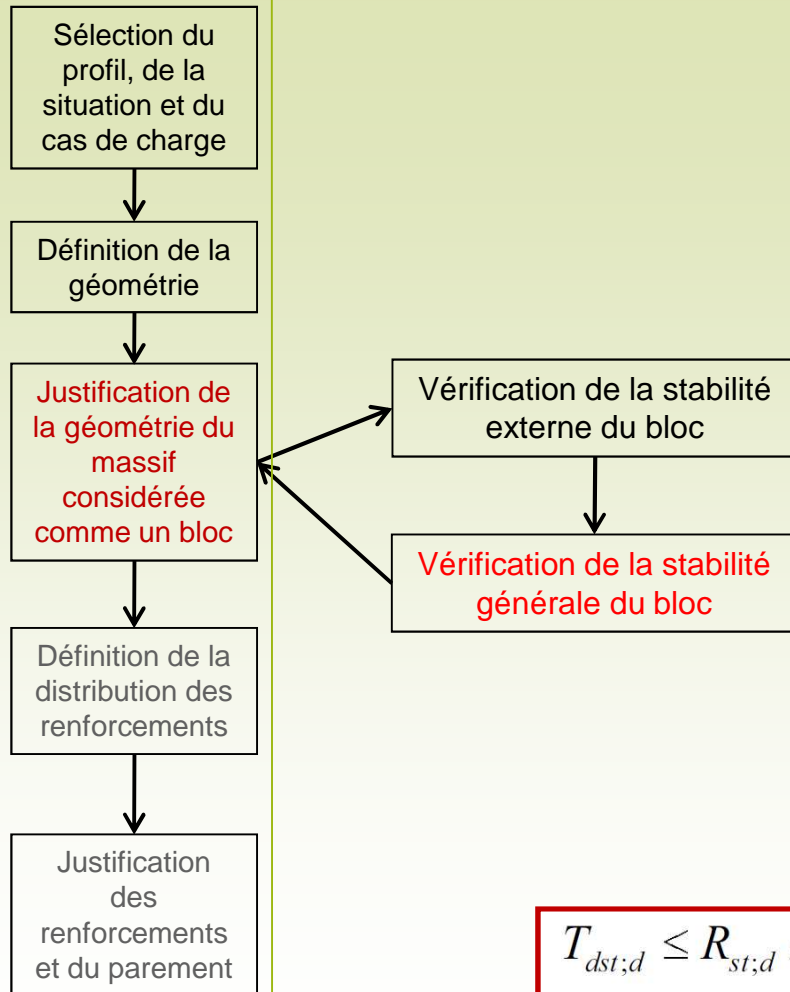 Sélection du
profil, de la
situation et du
cas de charge
Définition de la
géométrie
Justification de
la géométrie du
massif
considérée
comme un bloc
Vérification de la stabilité
externe du bloc
Vérification de la stabilité
générale du bloc
Définition de la
distribution des
renforcements
Justification
des
renforcements
et du parement
T_{dst;d} ≤ R_{st;d}